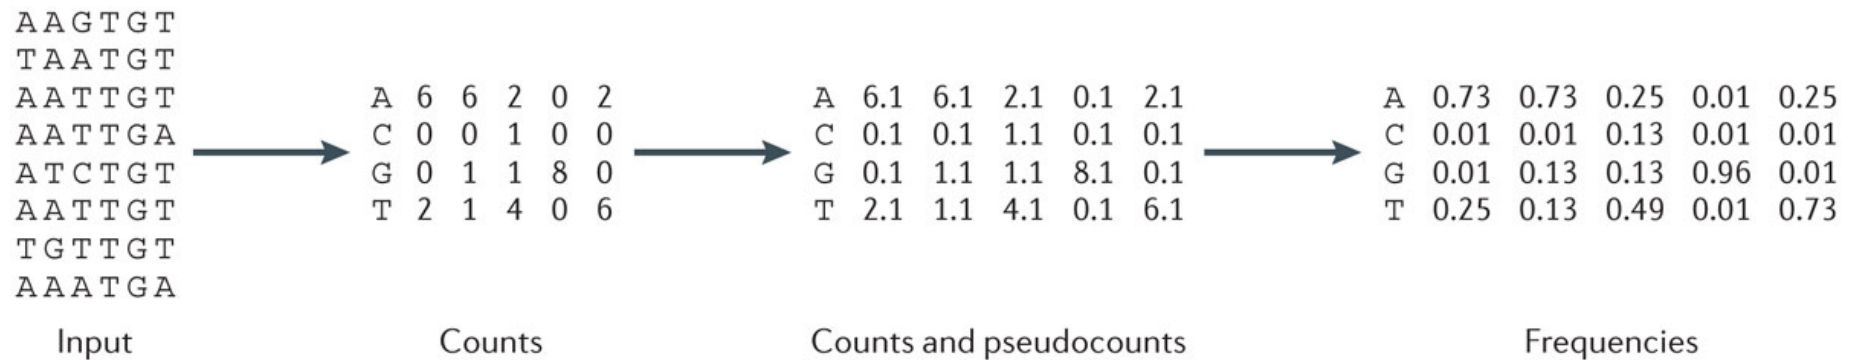 AAGTGT
TAATGT
AATTGT
AATTGA
ATCTGT
AATTGT
TGTTGT
AAATGA
Input
A 6 6 2 0 2
C 0 0 1 0 0
G 0 1 1 8 0
T 2 1 4 0 6
Counts
A 6.1 6.1 2.1 0.1 2.1
C 0.1 0.1 1.1 0.1 0.1
G 0.1 1.1 1.1 8.1 0.1
T 2.1 1.1 4.1 0.1 6.1
Counts and pseudocounts
A 0.73 0.73 0.25 0.01 0.25
C 0.01 0.01 0.13 0.01 0.01
G 0.01 0.13 0.13 0.96 0.01
T 0.25 0.13 0.49 0.01 0.73
Frequencies